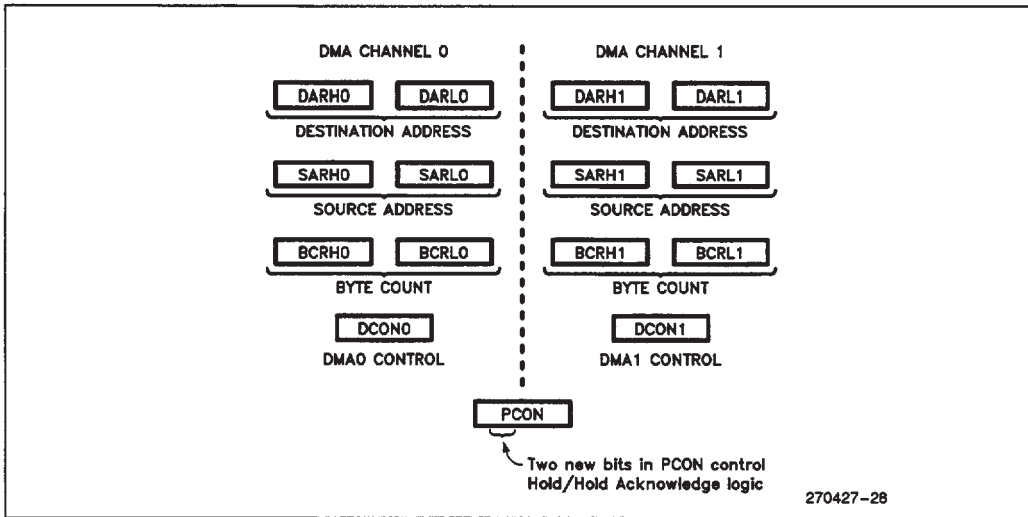 DMA CHANNEL 0 DMA CHANNEL 1
DARH0 DARL0 DARH1 DARL1
DESTINATION ADDRESS DESTINATION ADDRESS
SARH0 SARL0 SARH1 SARL1
SOURCE ADDRESS SOURCE ADDRESS
BCRH0 BCRL0 BCRH1 BCRL1
BYTE COUNT BYTE COUNT
DCON0 DCON1
DMA0 CONTROL DMA1 CONTROL
PCON
Two new bits in PCON control
Hold/Hold Acknowledge logic
270427-28